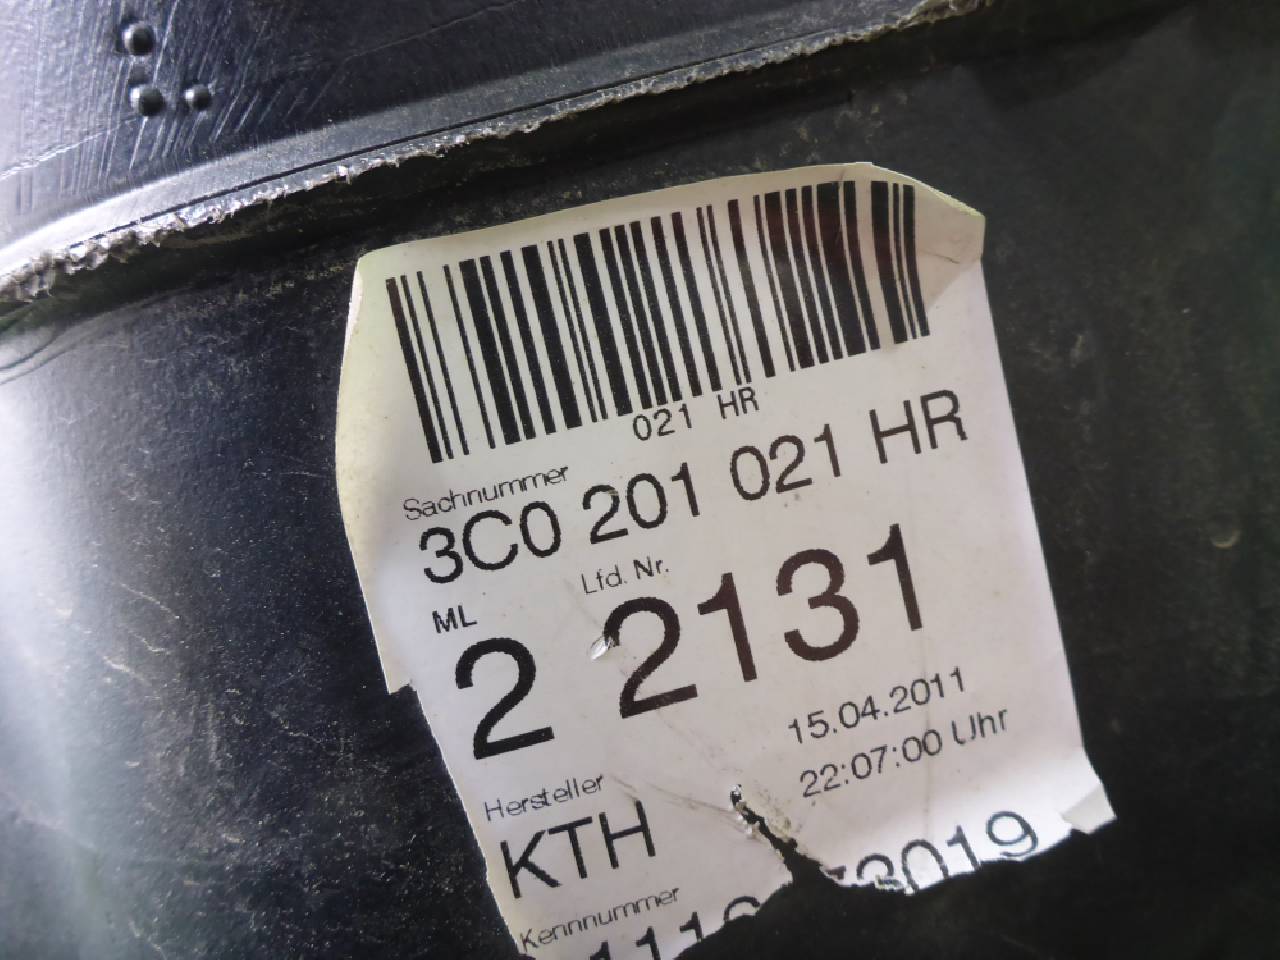 021 HR
Sachnummer
3C0 201 021 HR
ML Lfd. Nr.
2 2131
15.04.2011
22:07:00 Uhr
Hersteller
KTH
Kennnummer